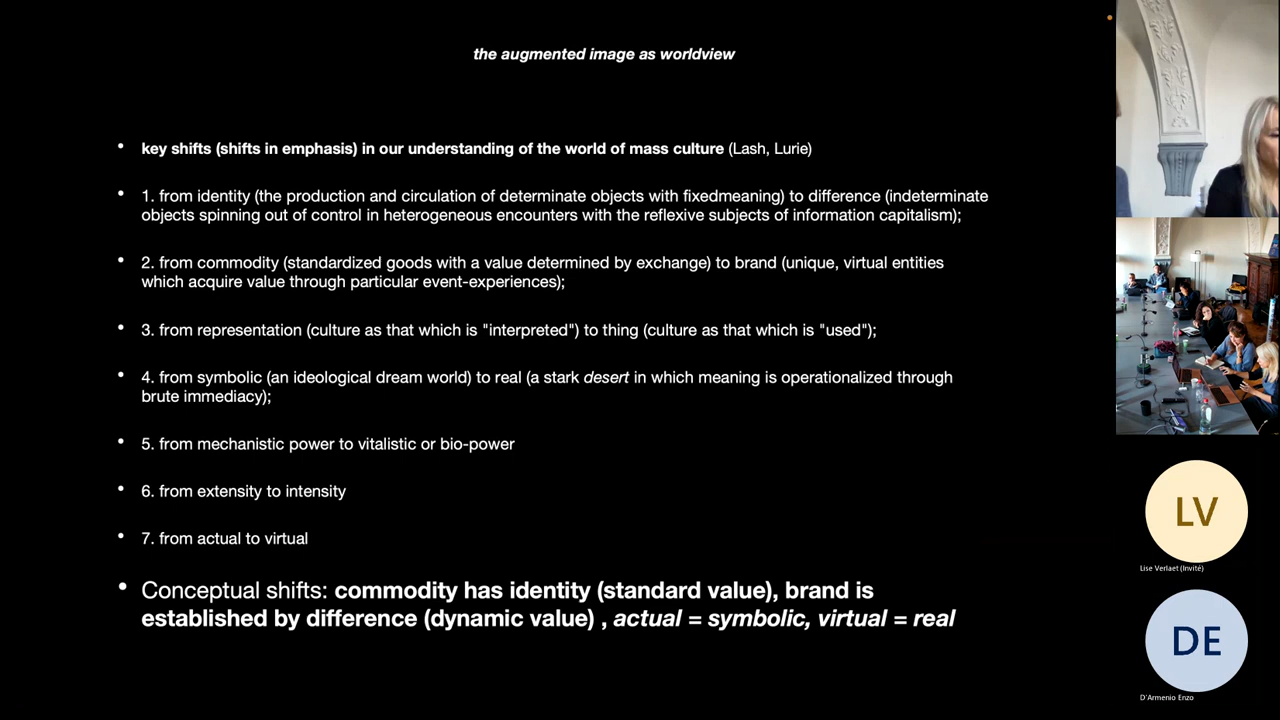 the augmented image as worldview
• key shifts (shifts in emphasis) in our understanding of the world of mass culture (Lash, Lurie)
• 1. from identity (the production and circulation of determinate objects with fixedmeaning) to difference (indeterminate
objects spinning out of control in heterogeneous encounters with the reflexive subjects of information capitalism);
• 2. from commodity (standardized goods with a value determined by exchange) to brand (unique, virtual entities
which acquire value through particular event-experiences);
• 3. from representation (culture as that which is "interpreted") to thing (culture as that which is "used");
• 4. from symbolic (an ideological dream world) to real (a stark desert in which meaning is operationalized through
brute immediacy);
• 5. from mechanistic power to vitalistic or bio-power
• 6. from extensity to intensity
• 7. from actual to virtual
• Conceptual shifts: commodity has identity (standard value), brand is
established by difference (dynamic value) , actual = symbolic, virtual = real
LV
Lise Verlaet (Invité)
DE
D'Armenio Enzo